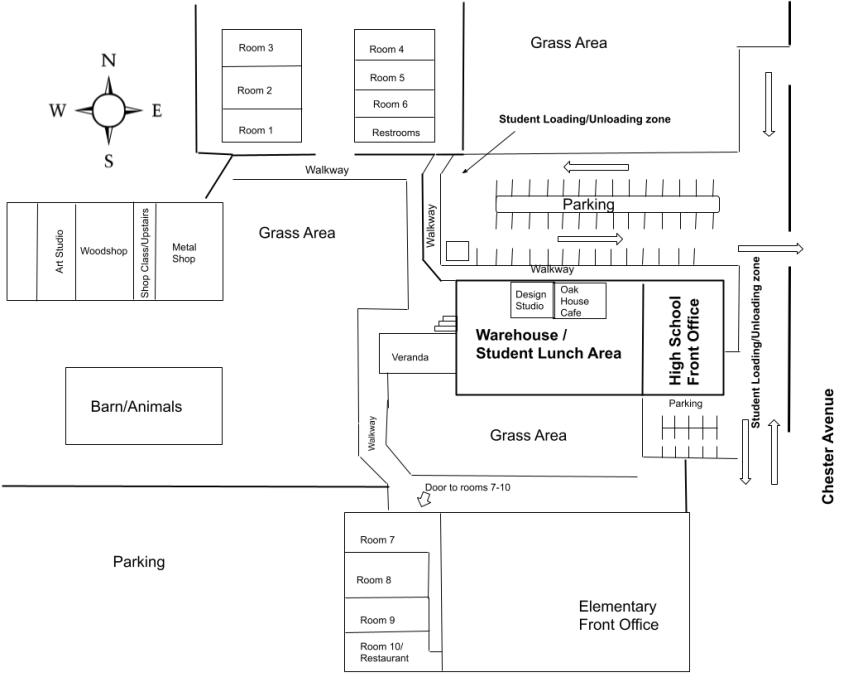 N
W
E
S
Room 3
Room 2
Room 1
Room 4
Room 5
Room 6
Restrooms
Grass Area
Student Loading/Unloading zone
Walkway
Parking
Walkway
Grass Area
Walkway
Art Studio
Woodshop
Shop Class/Upstairs
Metal
Shop
Design
Studio
Oak
House
Cafe
Warehouse /
Student Lunch Area
High School
Front Office
Student Loading/Unloading zone
Veranda
Barn/Animals
Parking
Chester Avenue
Walkway
Grass Area
Door to rooms 7-10
Parking
Room 7
Room 8
Room 9
Room 10/
Restaurant
Elementary
Front Office